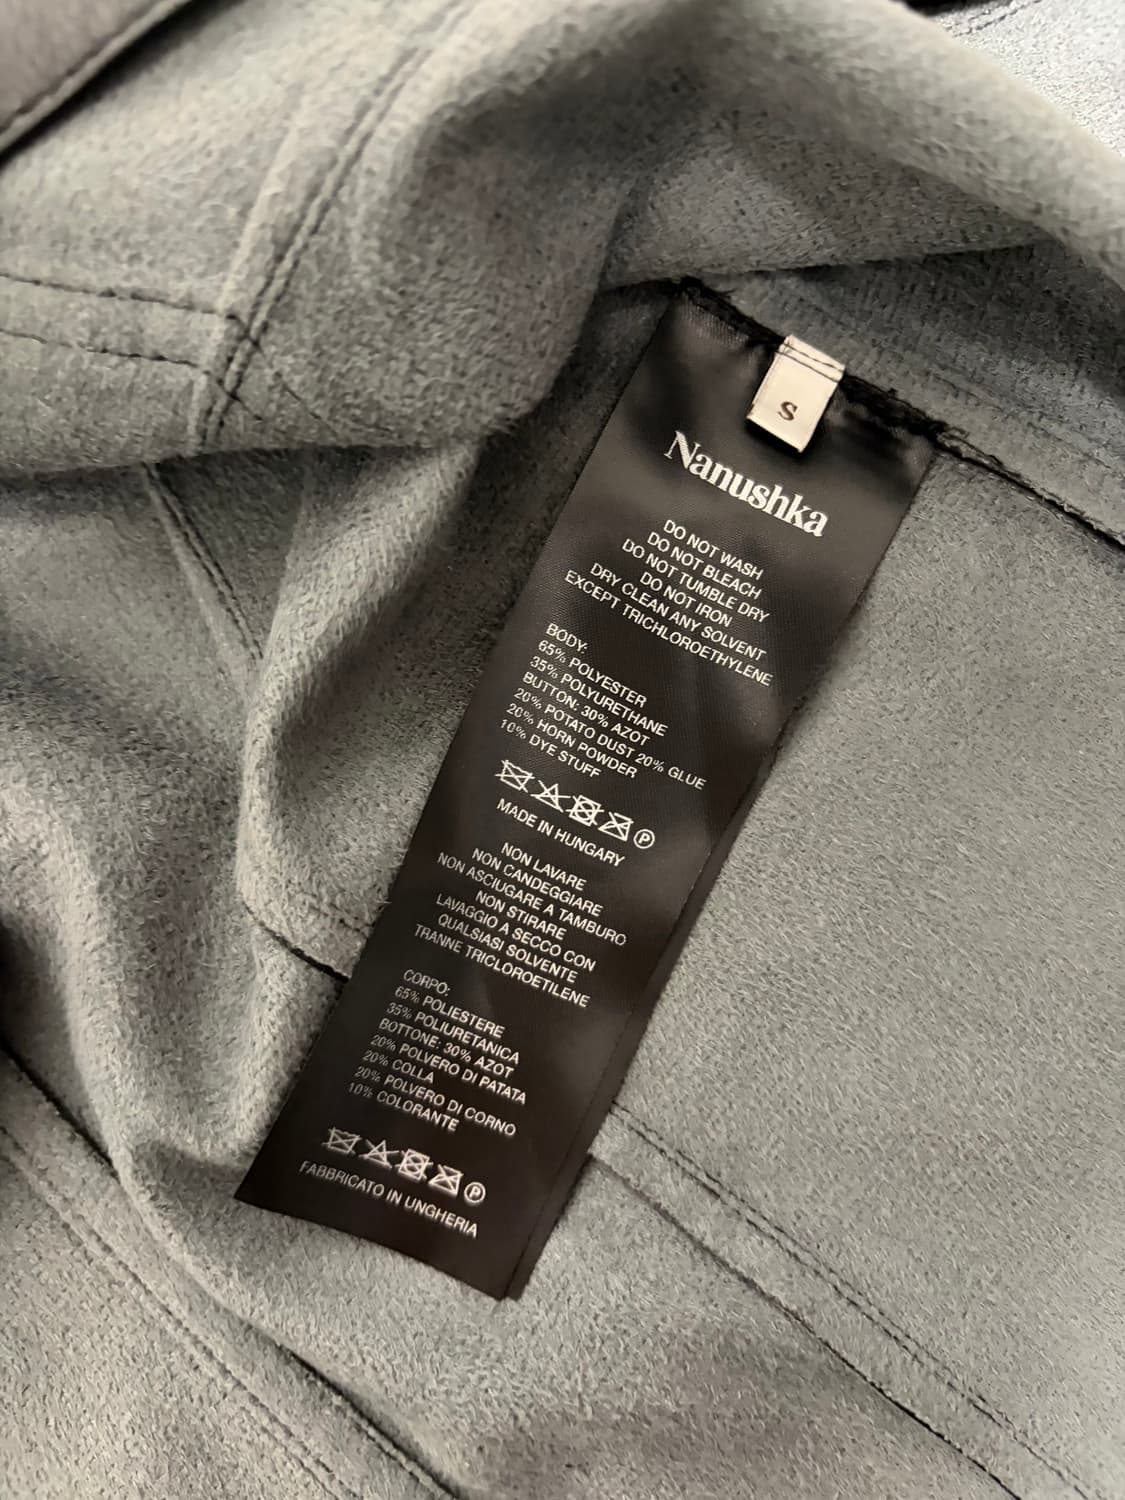 S
Nanushka
DO NOT WASH
DO NOT BLEACH
DO NOT TUMBLE DRY
DO NOT IRON
DRY CLEAN ANY SOLVENT
EXCEPT TRICHLOROETHYLENE
BODY:
65% POLYESTER
35% POLYURETHANE
BUTTON: 30% AZOT
20% POTATO DUST 20% GLUE
20% HORN POWDER
10% DYE STUFF
P
MADE IN HUNGARY
NON LAVARE
NON CANDEGGIARE
NON ASCIUGARE A TAMBURO
NON STIRARE
LAVAGGIO A SECCO CON
QUALSIASI SOLVENTE
TRANNE TRICLOROETILENE
CORPO:
65% POLIESTERE
35% POLIURETANICA
BOTTONE: 30% AZOT
20% POLVERO DI PATATA
20% COLLA
20% POLVERO DI CORNO
10% COLORANTE
P
FABBRICATO IN UNGHERIA